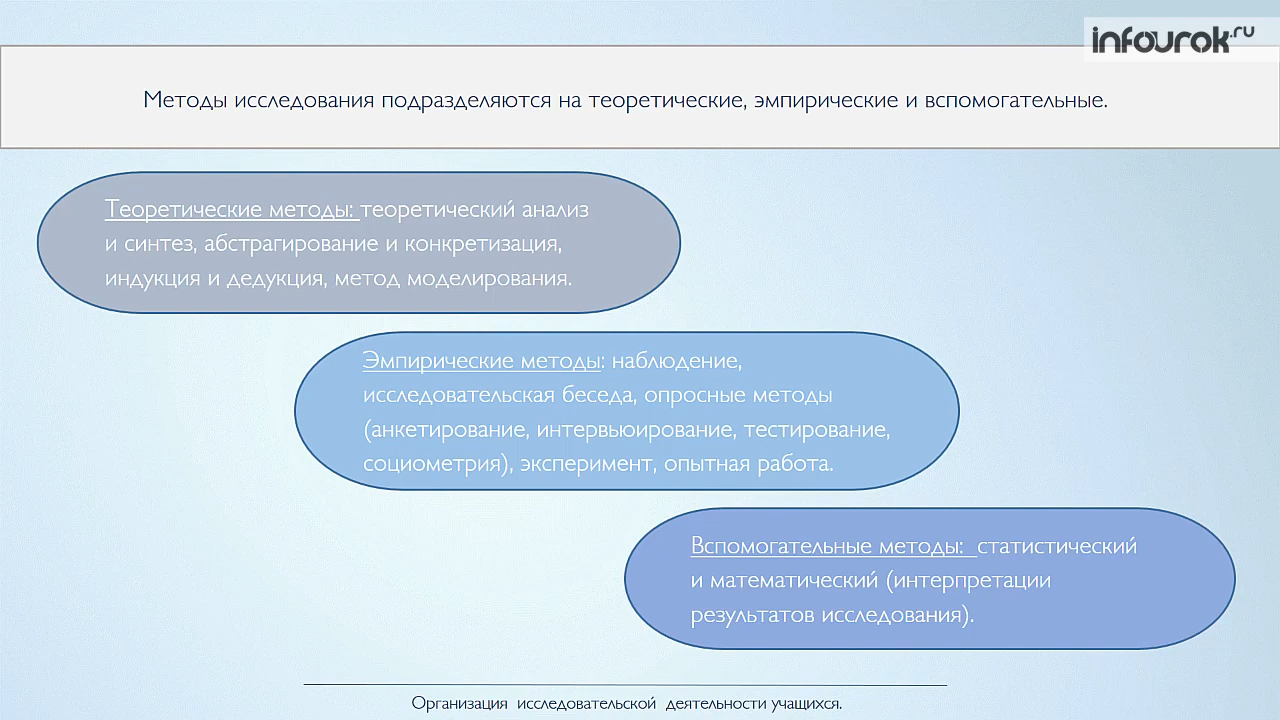 infourok.ru
Методы исследования подразделяются на теоретические, эмпирические и вспомогательные.
Теоретические методы: теоретический анализ
и синтез, абстрагирование и конкретизация,
индукция и дедукция, метод моделирования.
Эмпирические методы: наблюдение,
исследовательская беседа, опросные методы
(анкетирование, интервьюирование, тестирование,
социометрия), эксперимент, опытная работа.
Вспомогательные методы: статистический
и математический (интерпретации
результатов исследования).
Организация исследовательской деятельности учащихся.